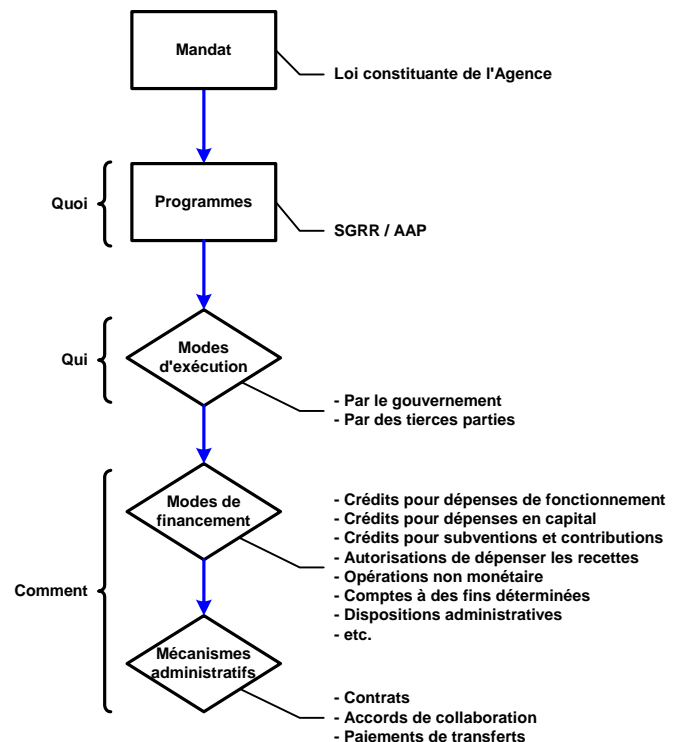 Mandat
Loi constituante de l'Agence
Quoi
Programmes
SGRR / AAP
Qui
Modes
d'exécution
- Par le gouvernement
- Par des tierces parties
Comment
Modes de
financement
- Crédits pour dépenses de fonctionnement
- Crédits pour dépenses en capital
- Crédits pour subventions et contributions
- Autorisations de dépenser les recettes
- Opérations non monétaire
- Comptes à des fins déterminées
- Dispositions administratives
- etc.
Mécanismes
administratifs
- Contrats
- Accords de collaboration
- Paiements de transferts